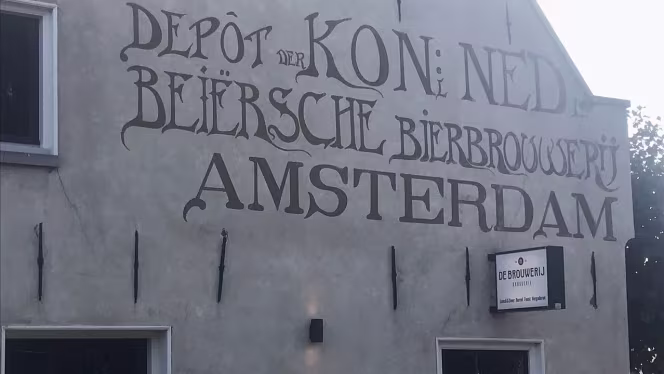 DEPÔT DER KON:L NED:
BEIËRSCHE BIERBROUWERIJ
AMSTERDAM
DE BROUWERIJ